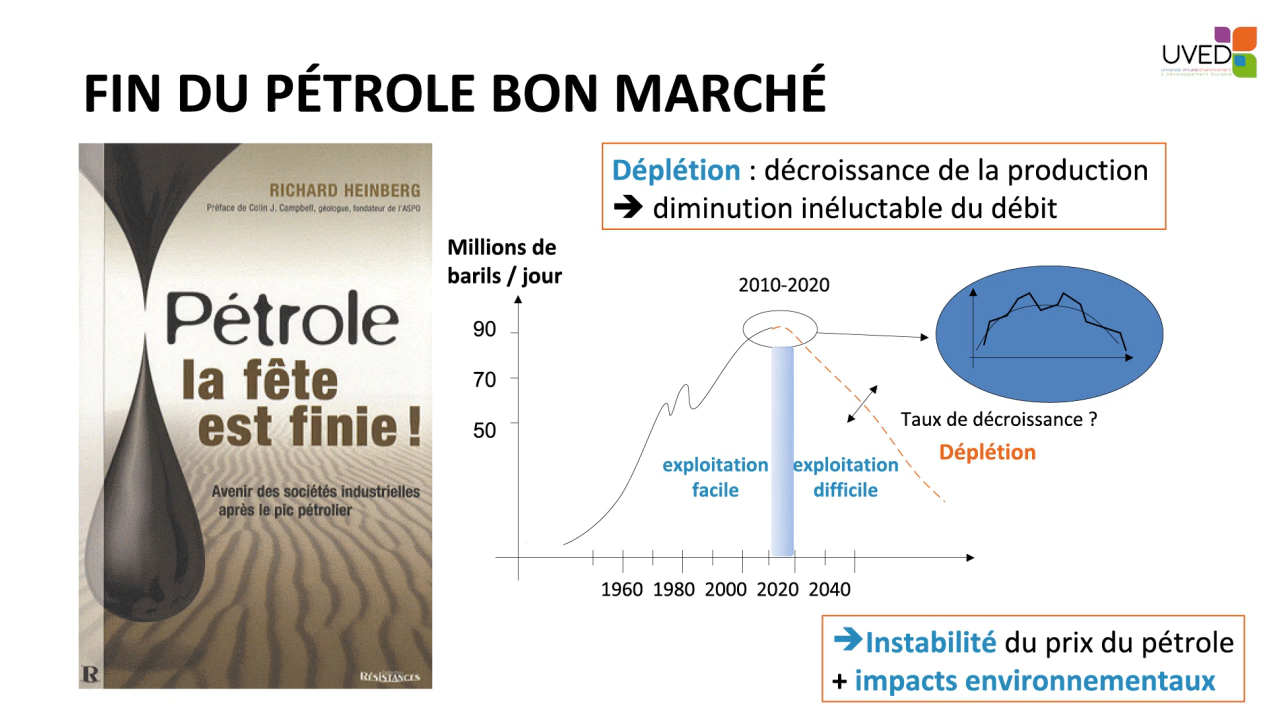 UVED
FIN DU PÉTROLE BON MARCHÉ
RICHARD HEINBERG
Préface de Colin J. Campbell, géologue, fondateur de l'ASPO
Pétrole
la fête
est finie !
Avenir des sociétés industrielles
après le pic pétrolier
R
RÉSISTANCES
Déplétion : décroissance de la production
➔ diminution inéluctable du débit
Millions de
barils / jour
2010-2020
90
70
50
Taux de décroissance ?
Déplétion
exploitation
facile
exploitation
difficile
1960 1980 2000 2020 2040
➔Instabilité du prix du pétrole
+ impacts environnementaux